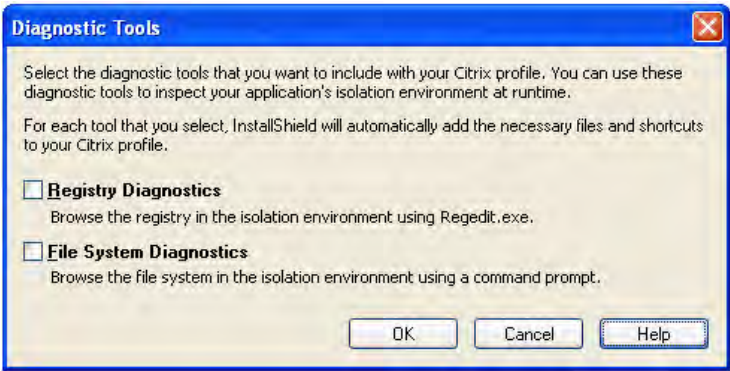 Diagnostic Tools
Select the diagnostic tools that you want to include with your Citrix profile. You can use these
diagnostic tools to inspect your application's isolation environment at runtime.
For each tool that you select, InstallShield will automatically add the necessary files and shortcuts
to your Citrix profile.
Registry Diagnostics
Browse the registry in the isolation environment using Regedit.exe.
File System Diagnostics
Browse the file system in the isolation environment using a command prompt.
OK Cancel Help